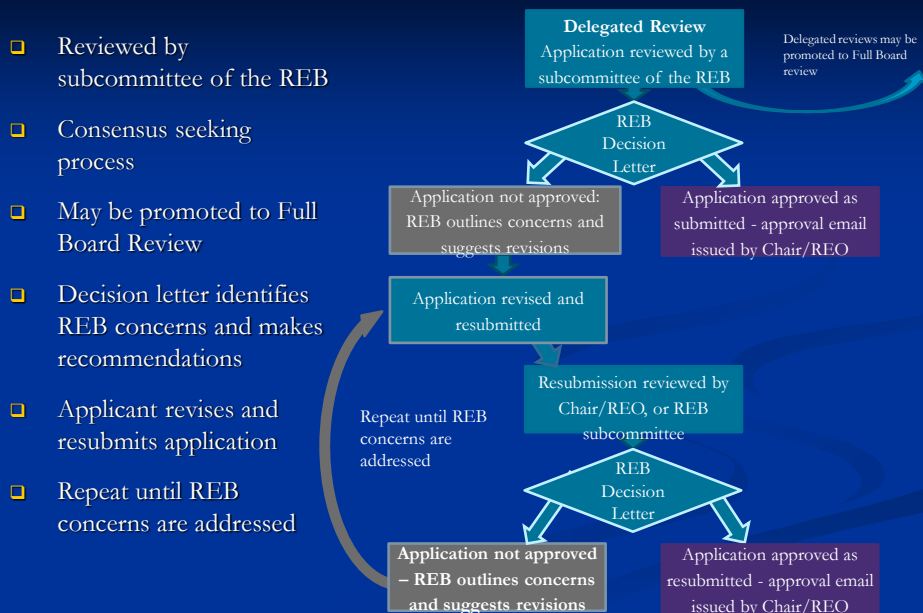 Reviewed by
subcommittee of the REB
Consensus seeking
process
May be promoted to Full
Board Review
Decision letter identifies
REB concerns and makes
recommendations
Applicant revises and
resubmits application
Repeat until REB
concerns are addressed
Delegated Review
Application reviewed by a
subcommittee of the REB
Delegated reviews may be
promoted to Full Board
review
REB
Decision
Letter
Application not approved:
REB outlines concerns and
suggests revisions
Application approved as
submitted - approval email
issued by Chair/REO
Application revised and
resubmitted
Resubmission reviewed by
Chair/REO, or REB
subcommittee
Repeat until REB
concerns are
addressed
REB
Decision
Letter
Application not approved
– REB outlines concerns
and suggests revisions
Application approved as
resubmitted - approval email
issued by Chair/REO